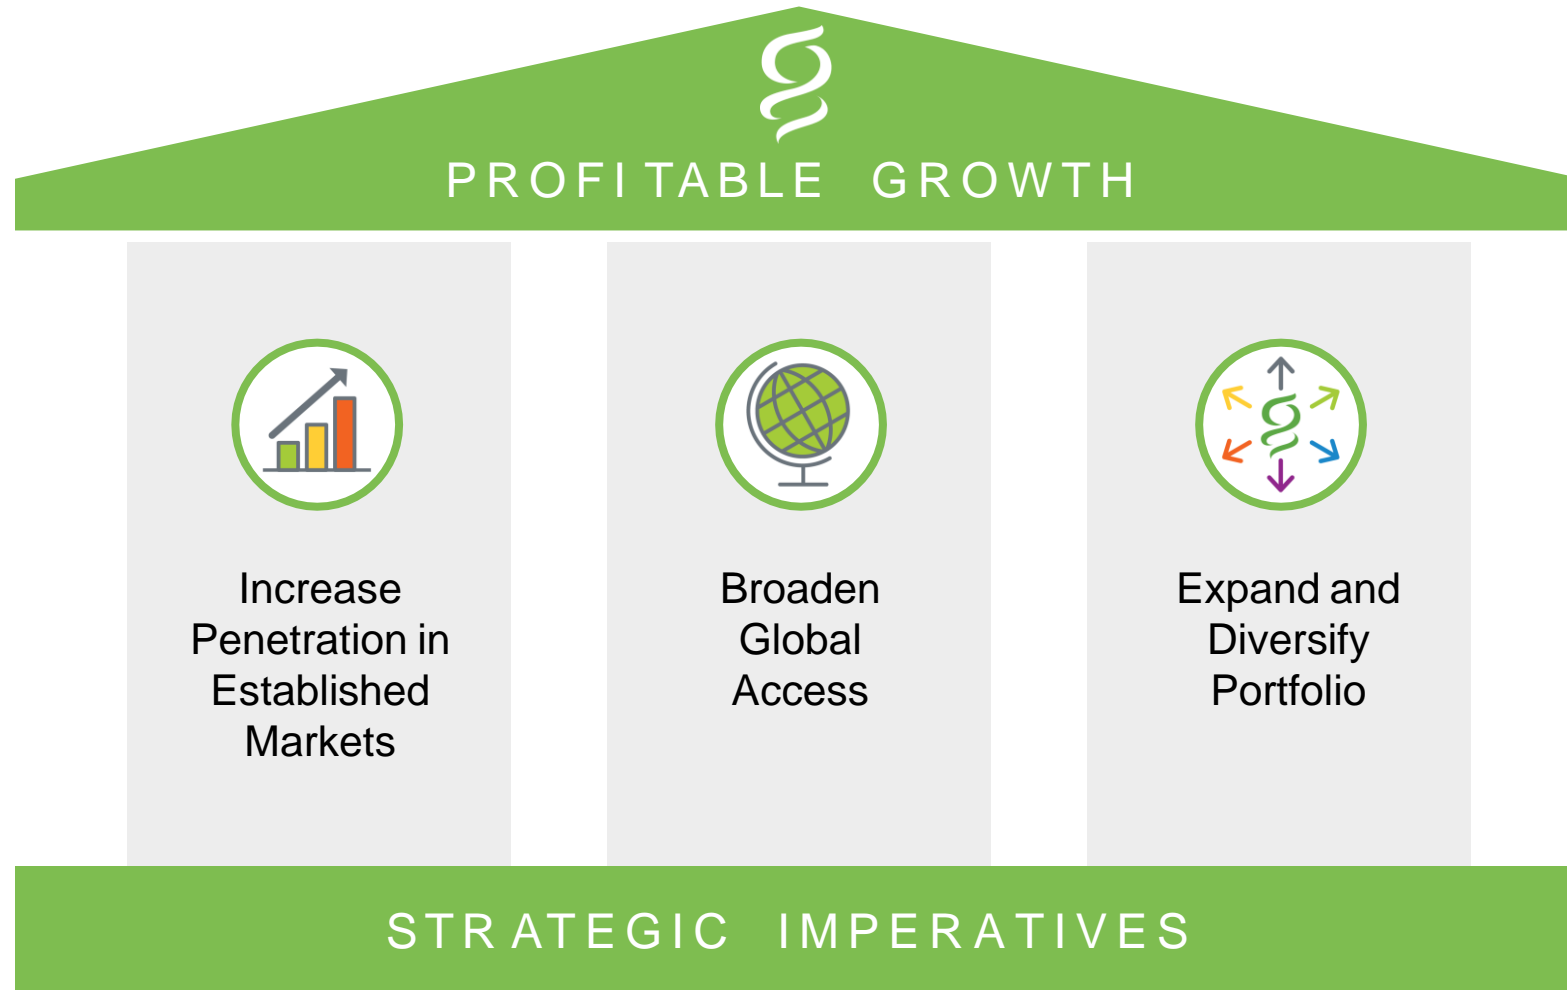 PROFITABLE GROWTH
Increase
Penetration in
Established
Markets
Broaden
Global
Access
Expand and
Diversify
Portfolio
STRATEGIC IMPERATIVES